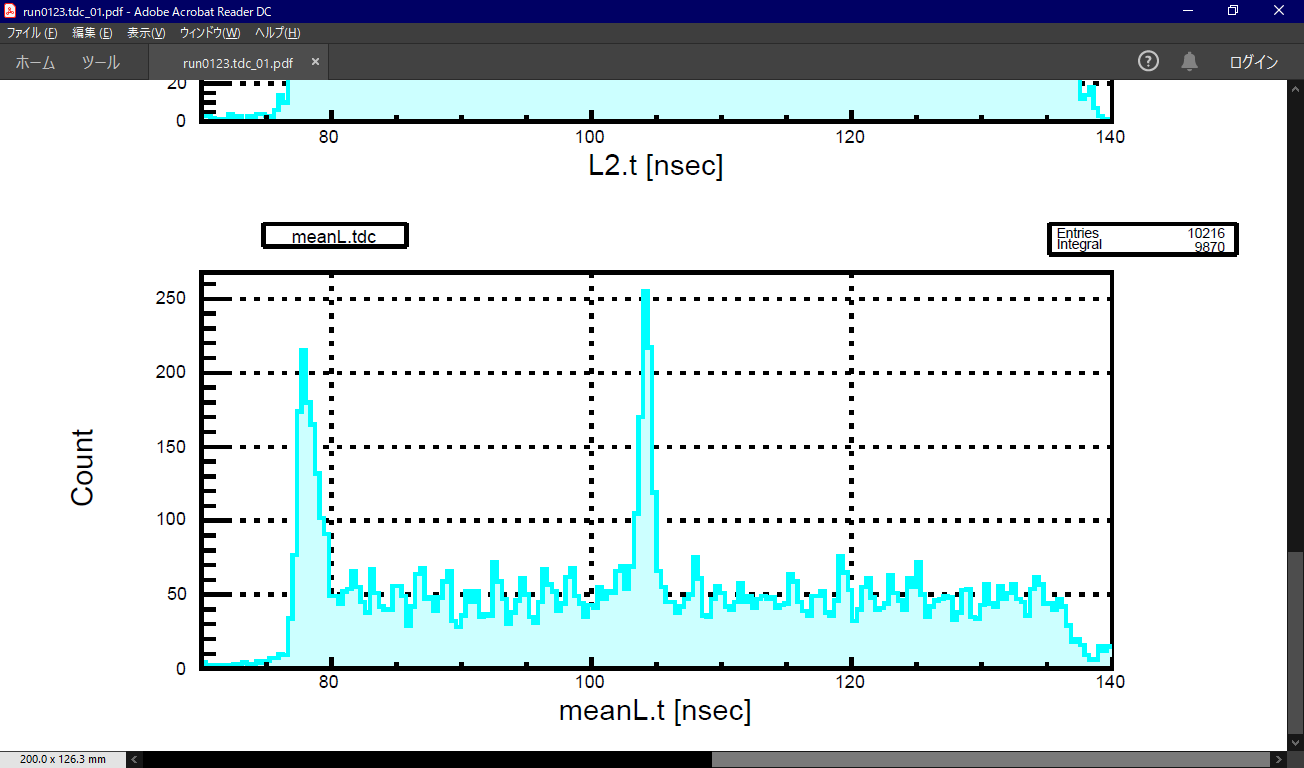 run0123.tdc_01.pdf - Adobe Acrobat Reader DC
ファイル(F) 編集(E) 表示(V) ウィンドウ(W) ヘルプ(H)
ホーム ツール run0123.tdc_01.pdf × ? ログイン
20
0
80 100 120 140
L2.t [nsec]
meanL.tdc
Entries 10216
Integral 9870
250
200
150
100
50
0
Count
80 100 120 140
meanL.t [nsec]
200.0 x 126.3 mm